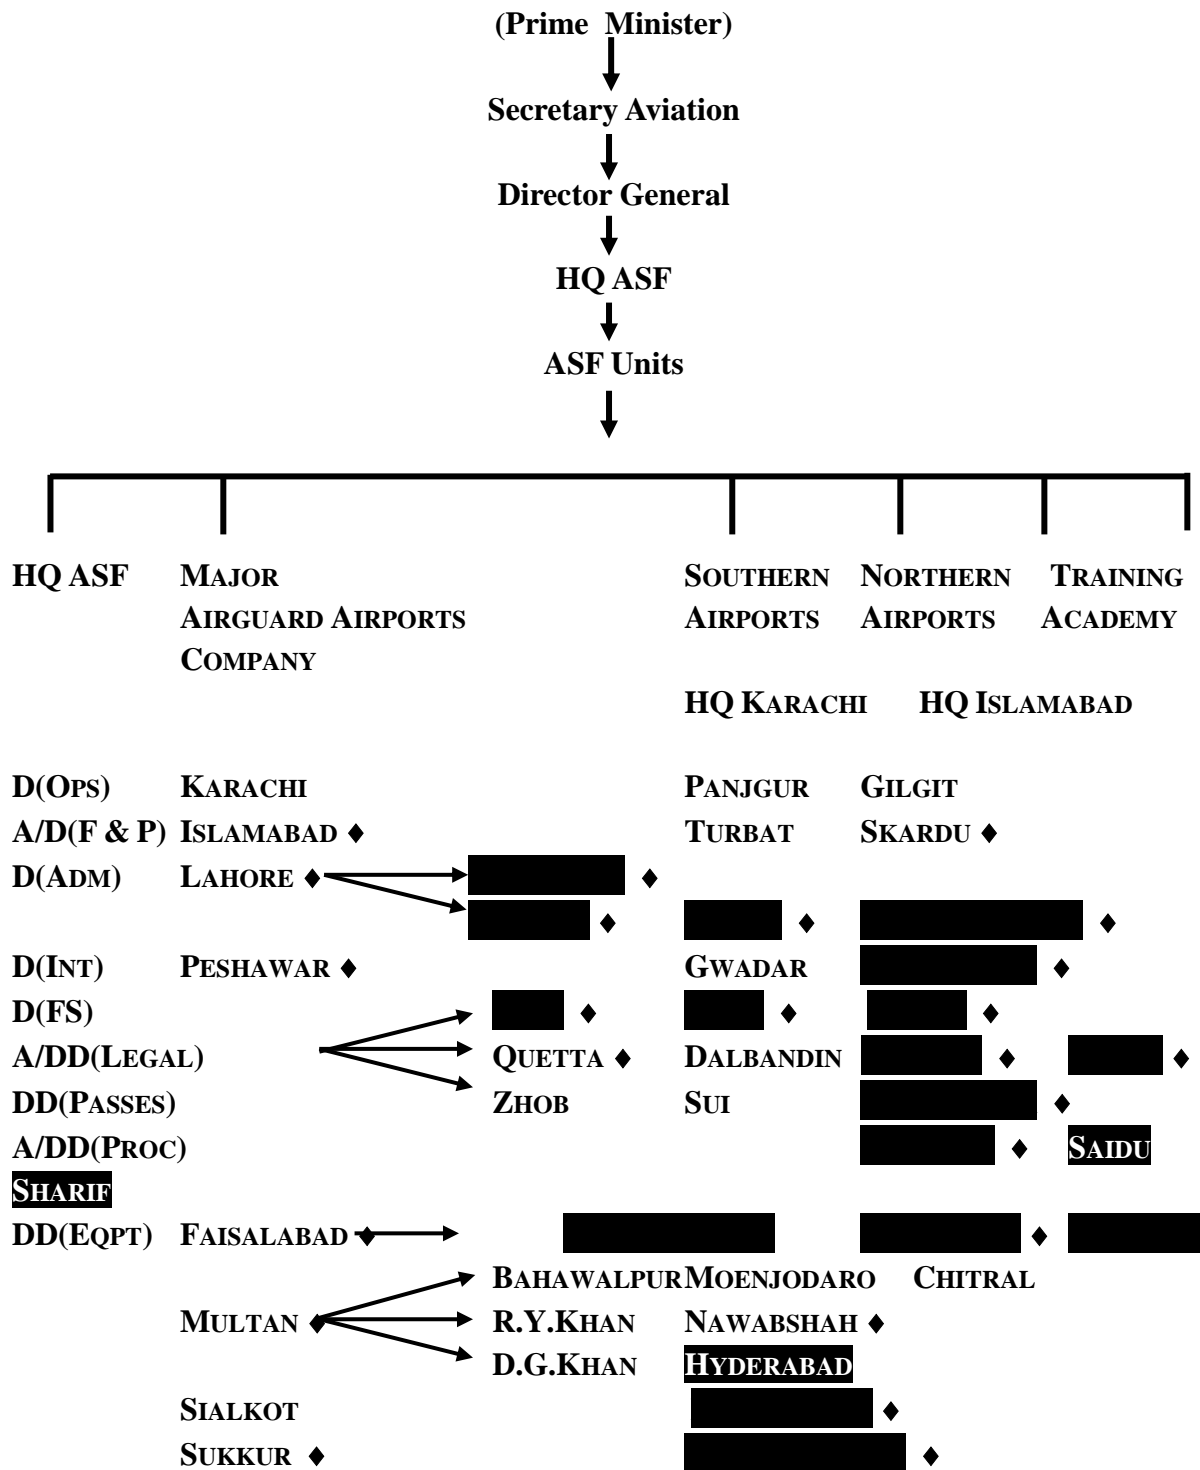 (Prime Minister)
Secretary Aviation
Director General
HQ ASF
ASF Units
HQ ASF MAJOR SOUTHERN NORTHERN TRAINING
AIRGUARD AIRPORTS AIRPORTS AIRPORTS ACADEMY
COMPANY
HQ KARACHI HQ ISLAMABAD
D(OPS) KARACHI PANJGUR GILGIT
A/D(F & P) ISLAMABAD ♦ TURBAT SKARDU ♦
D(ADM) LAHORE ♦ ♦
♦ ♦ ♦
D(INT) PESHAWAR ♦ GWADAR ♦
D(FS) ♦ ♦ ♦
A/DD(LEGAL) QUETTA ♦ DALBANDIN ♦ ♦
DD(PASSES) ZHOB SUI ♦
A/DD(PROC) ♦ SAIDU
SHARIF
DD(EQPT) FAISALABAD ♦ ♦
BAHAWALPUR MOENJODARO CHITRAL
MULTAN ♦ R.Y.KHAN NAWABSHAH ♦
D.G.KHAN HYDERABAD
SIALKOT ♦
SUKKUR ♦ ♦